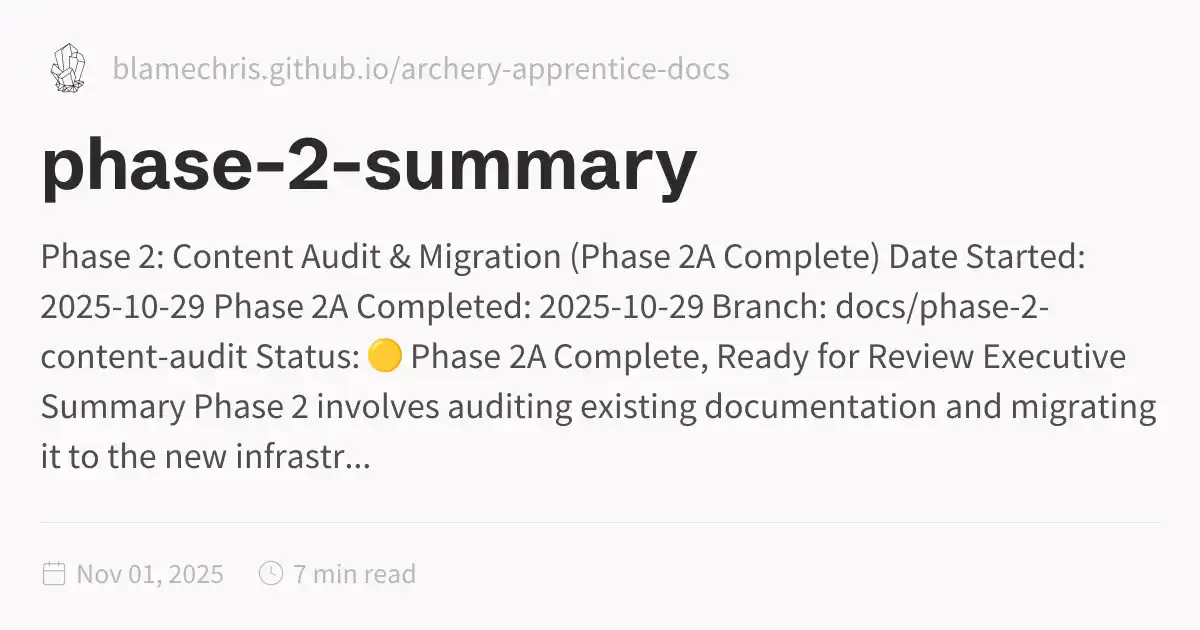 blamechris.github.io/archery-apprentice-docs
phase-2-summary
Phase 2: Content Audit & Migration (Phase 2A Complete) Date Started:
2025-10-29 Phase 2A Completed: 2025-10-29 Branch: docs/phase-2-
content-audit Status: 🟡 Phase 2A Complete, Ready for Review Executive
Summary Phase 2 involves auditing existing documentation and migrating
it to the new infrastr...
Nov 01, 2025 7 min read